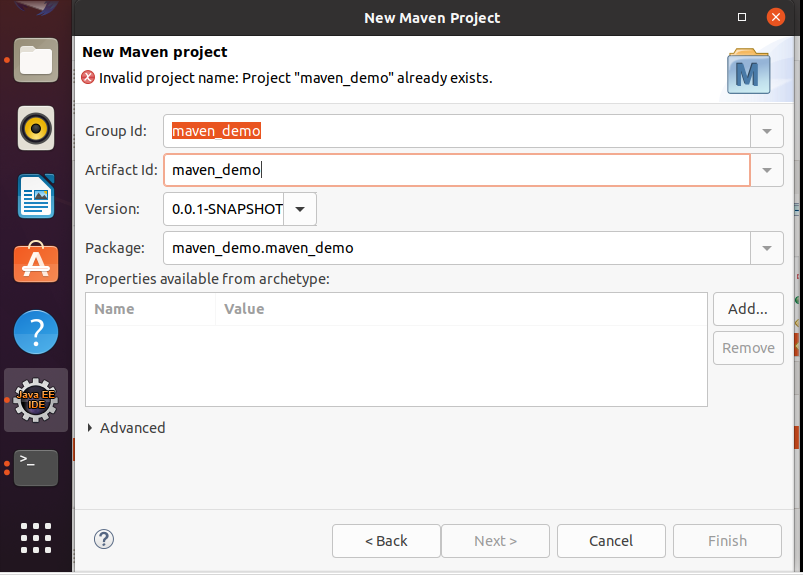 New Maven Project
New Maven project
Invalid project name: Project "maven_demo" already exists.
M
Group Id: maven_demo
Artifact Id: maven_demo
Version: 0.0.1-SNAPSHOT
Package: maven_demo.maven_demo
Properties available from archetype:
Name Value
Add...
Remove
Java EE
IDE
Advanced
>_
? < Back Next > Cancel Finish